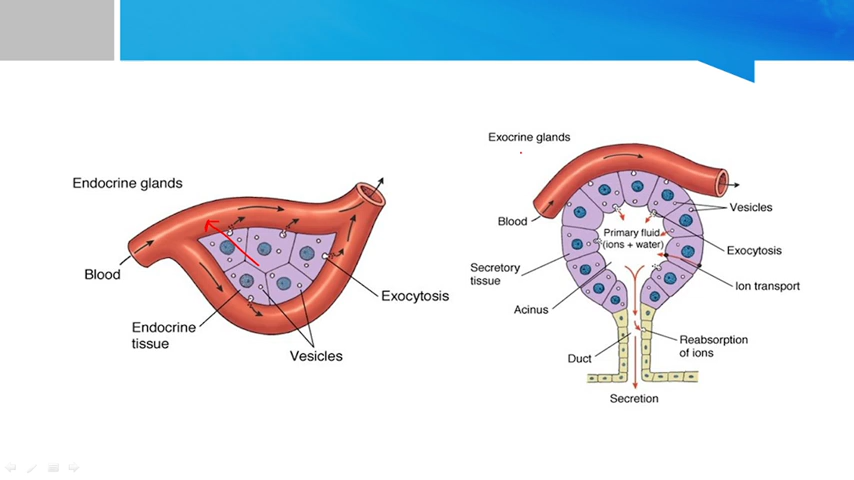 Endocrine glands
Blood
Endocrine
tissue
Vesicles
Exocytosis
Exocrine glands
Blood
Secretory
tissue
Acinus
Primary fluid
(ions + water)
Vesicles
Exocytosis
Ion transport
Reabsorption
of ions
Duct
Secretion